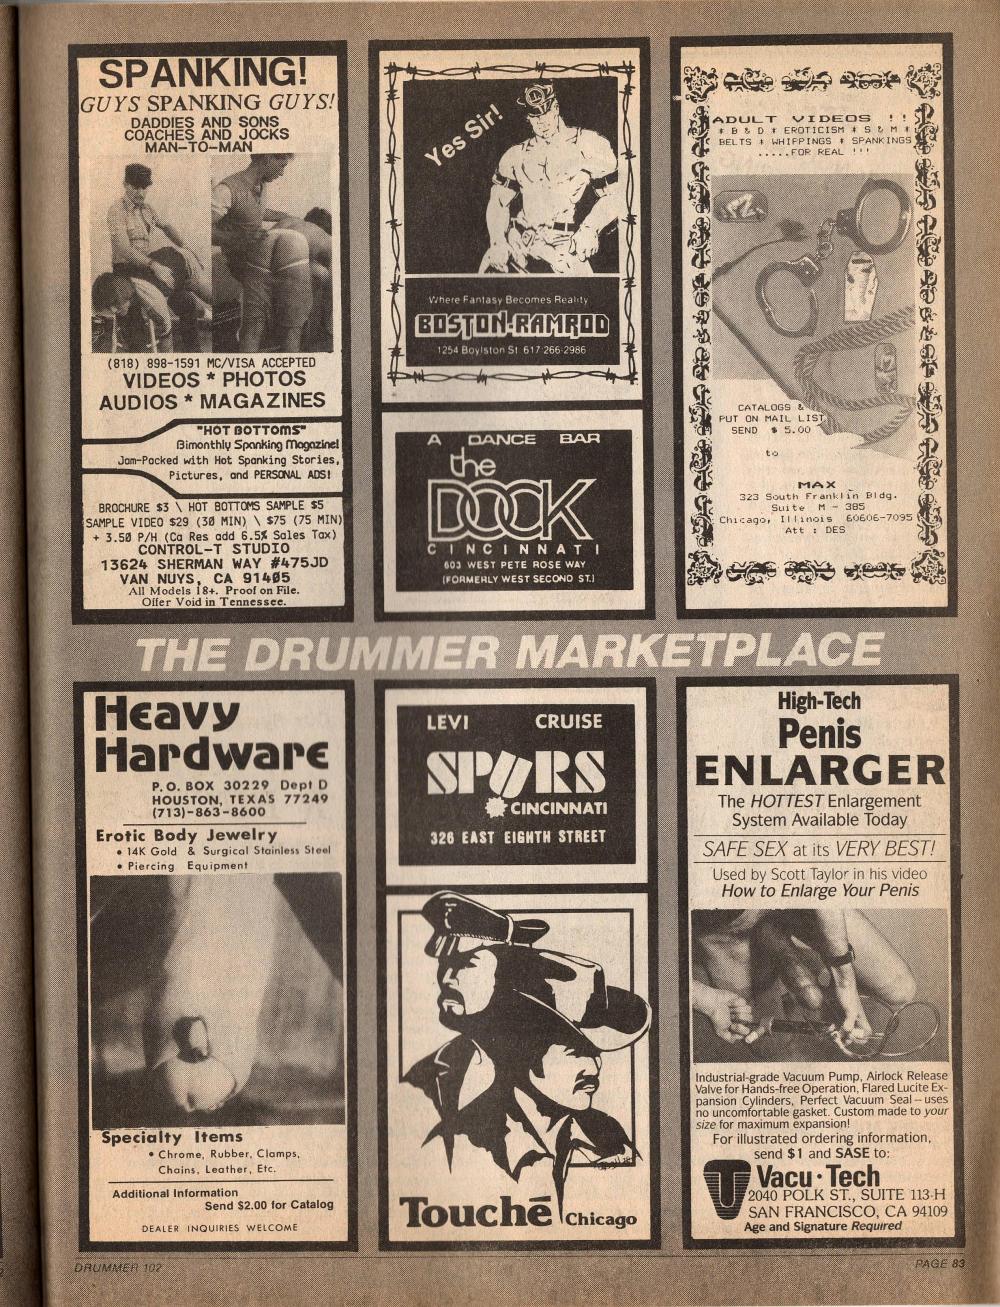 SPANKING!
GUYS SPANKING GUYS!
DADDIES AND SONS
COACHES AND JOCKS
MAN-TO-MAN
(818) 898-1591 MC/VISA ACCEPTED
VIDEOS * PHOTOS
AUDIOS * MAGAZINES
"HOT BOTTOMS"
Bimonthly Spanking Magazine!
Jam-Packed with Hot Spanking Stories,
Pictures, and PERSONAL ADS!
BROCHURE $3 \ HOT BOTTOMS SAMPLE $5
SAMPLE VIDEO $29 (30 MIN) \ $75 (75 MIN)
+ 3.50 P/H (Ca Res add 6.5% Sales Tax)
CONTROL-T STUDIO
13624 SHERMAN WAY #475JD
VAN NUYS, CA 91405
All Models 18+. Proof on File.
Offer Void in Tennessee.
Yes Sir!
Where Fantasy Becomes Reality
BOSTON-RAMROD
1254 Boylston St. 617-266-2986
A DANCE BAR
the
DOCK
CINCINNATI
603 WEST PETE ROSE WAY
(FORMERLY WEST SECOND ST.)
ADULT VIDEOS !!
* B & D * EROTICISM * S & M *
BELTS * WHIPPINGS * SPANKINGS
.....FOR REAL !!!
CATALOGS &
PUT ON MAIL LIST
SEND $ 5.00
to
MAX
323 South Franklin Bldg.
Suite M - 385
Chicago, Illinois 60606-7095
Att : DES
THE DRUMMER MARKETPLACE
Heavy
Hardware
P.O. BOX 30229 Dept D
HOUSTON, TEXAS 77249
(713)-863-8600
Erotic Body Jewelry
• 14K Gold & Surgical Stainless Steel
• Piercing Equipment
Specialty Items
• Chrome, Rubber, Clamps,
Chains, Leather, Etc.
Additional Information
Send $2.00 for Catalog
DEALER INQUIRIES WELCOME
LEVI CRUISE
SPURS
CINCINNATI
326 EAST EIGHTH STREET
Touché Chicago
High-Tech
Penis
ENLARGER
The HOTTEST Enlargement
System Available Today
SAFE SEX at its VERY BEST!
Used by Scott Taylor in his video
How to Enlarge Your Penis
Industrial-grade Vacuum Pump, Airlock Release
Valve for Hands-free Operation, Flared Lucite Ex-
pansion Cylinders, Perfect Vacuum Seal — uses
no uncomfortable gasket. Custom made to your
size for maximum expansion!
For illustrated ordering information,
send $1 and SASE to:
Vacu·Tech
2040 POLK ST., SUITE 113-H
SAN FRANCISCO, CA 94109
Age and Signature Required
DRUMMER 102
PAGE 83